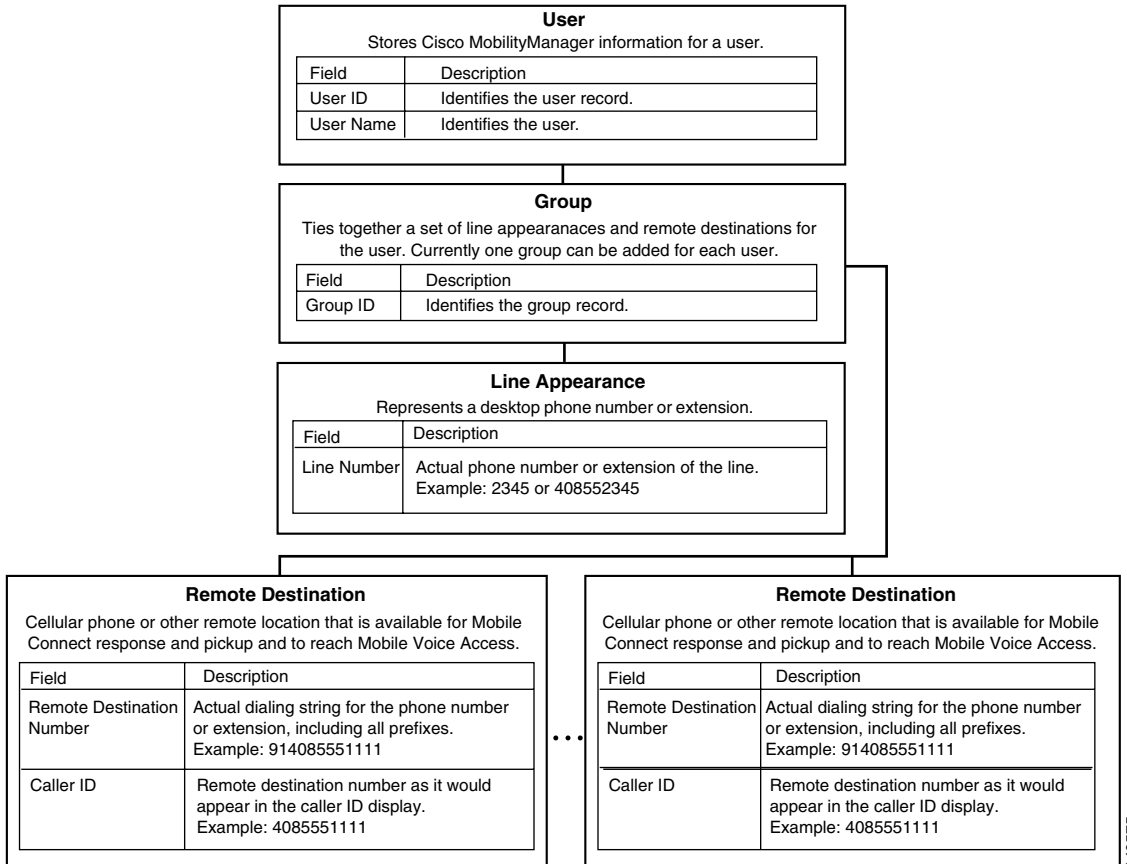 User
Stores Cisco MobilityManager information for a user.
Field Description
User ID Identifies the user record.
User Name Identifies the user.
Group
Ties together a set of line appearanaces and remote destinations for
the user. Currently one group can be added for each user.
Field Description
Group ID Identifies the group record.
Line Appearance
Represents a desktop phone number or extension.
Field Description
Line Number Actual phone number or extension of the line.
Example: 2345 or 408552345
Remote Destination
Cellular phone or other remote location that is available for Mobile
Connect response and pickup and to reach Mobile Voice Access.
Field Description
Remote Destination Actual dialing string for the phone number
Number or extension, including all prefixes.
Example: 914085551111
Caller ID Remote destination number as it would
appear in the caller ID display.
Example: 4085551111
...
Remote Destination
Cellular phone or other remote location that is available for Mobile
Connect response and pickup and to reach Mobile Voice Access.
Field Description
Remote Destination Actual dialing string for the phone number
Number or extension, including all prefixes.
Example: 914085551111
Caller ID Remote destination number as it would
appear in the caller ID display.
Example: 4085551111